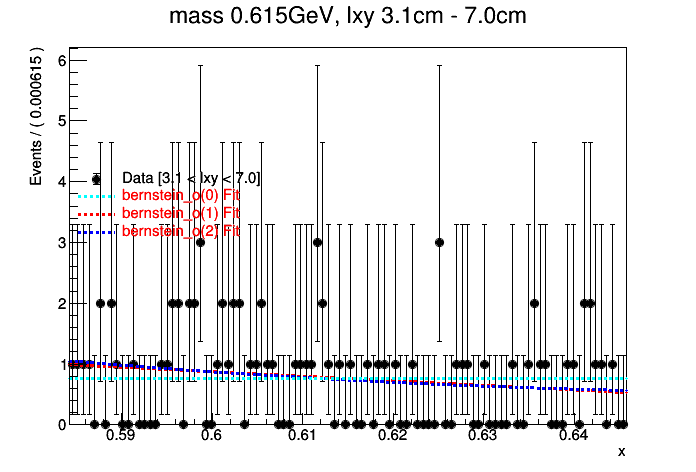 mass 0.615GeV, lxy 3.1cm - 7.0cm
Events / ( 0.000615 )
6
5
4
3
2
1
0
Data [3.1 < lxy < 7.0]
bernstein_o(0) Fit
bernstein_o(1) Fit
bernstein_o(2) Fit
0.59 0.6 0.61 0.62 0.63 0.64
x